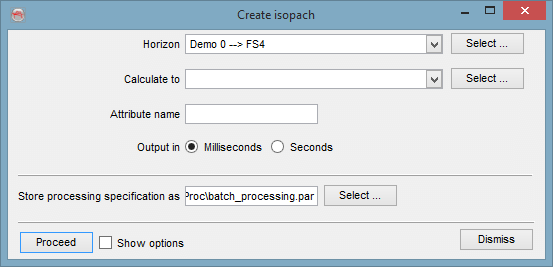 Create isopach
Horizon Demo 0 --> FS4 Select ...
Calculate to Select ...
Attribute name
Output in Milliseconds Seconds
Store processing specification as Proc\batch_processing.par Select ...
Proceed Show options Dismiss